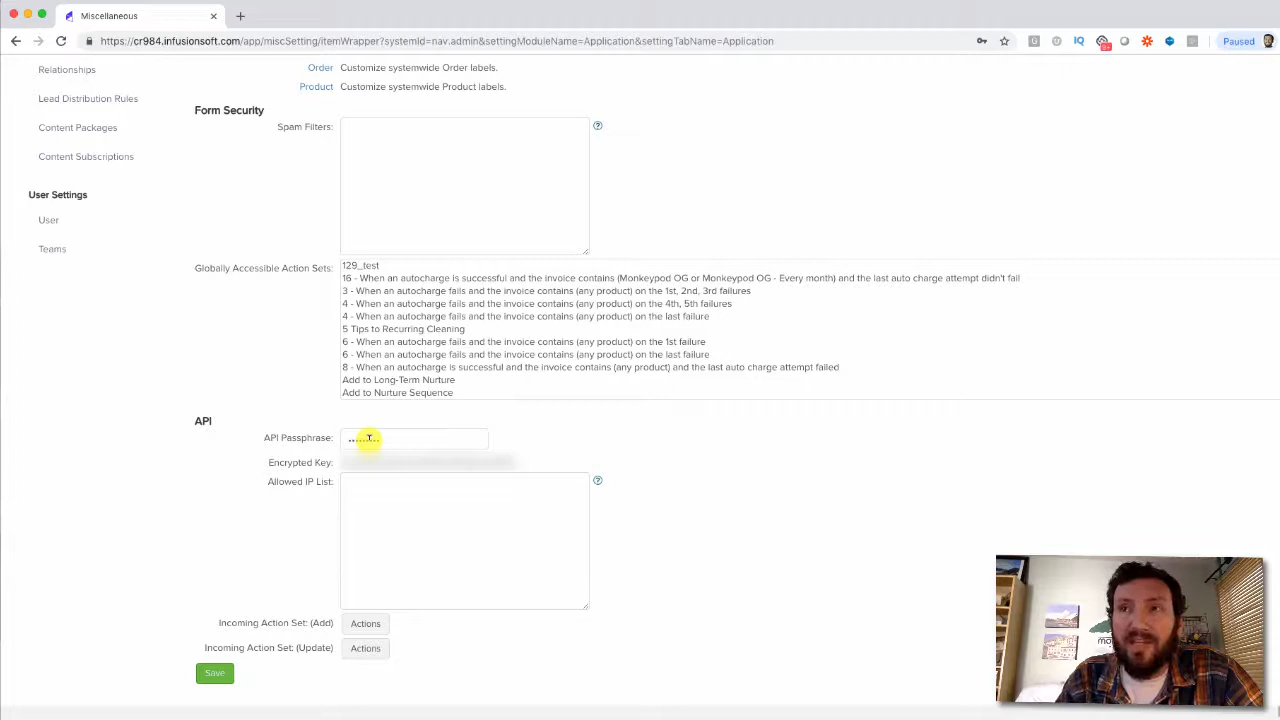 Miscellaneous
https://cr984.infusionsoft.com/app/miscSetting/itemWrapper?systemId=nav.admin&settingModuleName=Application&settingTabName=Application
Paused
Relationships
Lead Distribution Rules
Content Packages
Content Subscriptions
User Settings
User
Teams
Order Customize systemwide Order labels.
Product Customize systemwide Product labels.
Form Security
Spam Filters:
Globally Accessible Action Sets:
129_test
16 - When an autocharge is successful and the invoice contains (Monkeypod OG or Monkeypod OG - Every month) and the last auto charge attempt didn't fail
3 - When an autocharge fails and the invoice contains (any product) on the 1st, 2nd, 3rd failures
4 - When an autocharge fails and the invoice contains (any product) on the 4th, 5th failures
4 - When an autocharge fails and the invoice contains (any product) on the last failure
5 Tips to Recurring Cleaning
6 - When an autocharge fails and the invoice contains (any product) on the 1st failure
6 - When an autocharge fails and the invoice contains (any product) on the last failure
8 - When an autocharge is successful and the invoice contains (any product) and the last auto charge attempt failed
Add to Long-Term Nurture
Add to Nurture Sequence
API
API Passphrase:
Encrypted Key:
Allowed IP List:
Incoming Action Set: (Add) Actions
Incoming Action Set: (Update) Actions
Save